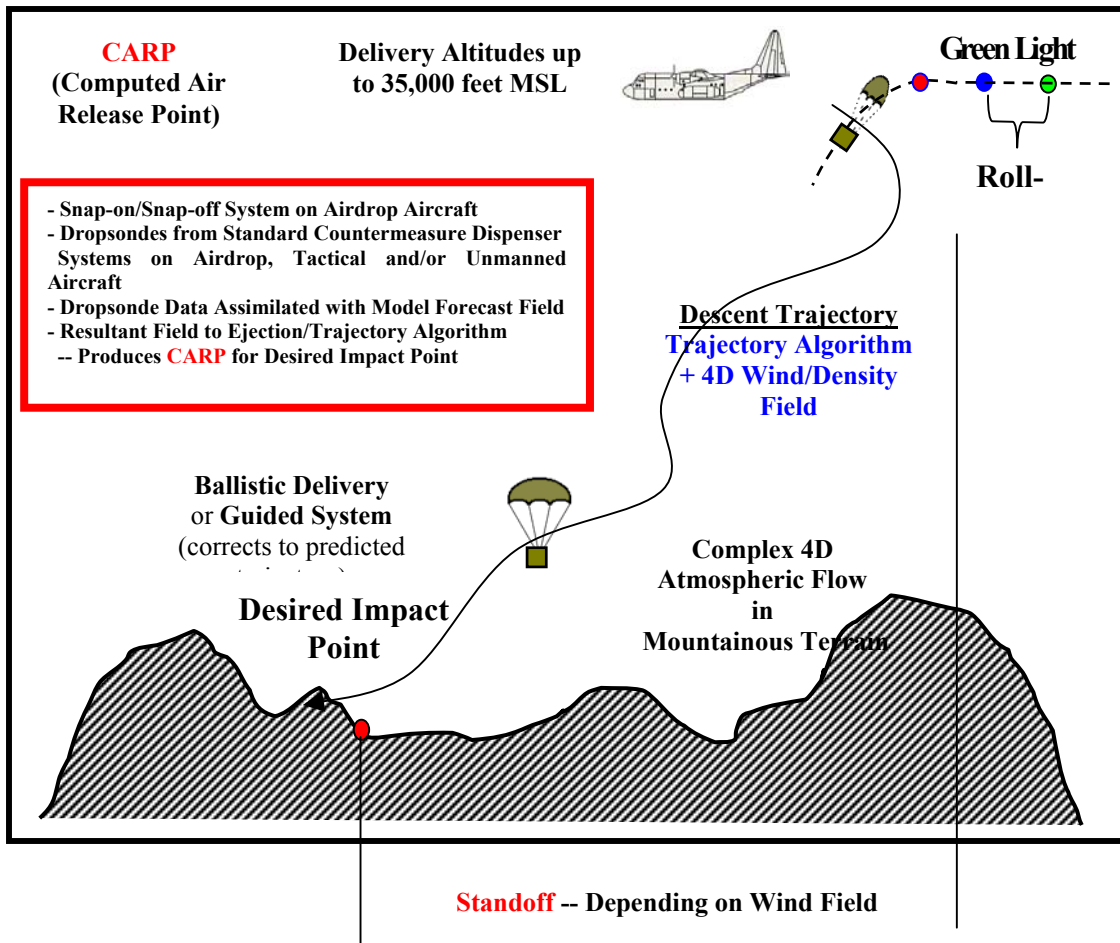 CARP
(Computed Air
Release Point)
Delivery Altitudes up
to 35,000 feet MSL
Green Light
Roll-
- Snap-on/Snap-off System on Airdrop Aircraft
- Dropsondes from Standard Countermeasure Dispenser
Systems on Airdrop, Tactical and/or Unmanned
Aircraft
- Dropsonde Data Assimilated with Model Forecast Field
- Resultant Field to Ejection/Trajectory Algorithm
-- Produces CARP for Desired Impact Point
Descent Trajectory
Trajectory Algorithm
+ 4D Wind/Density
Field
Ballistic Delivery
or Guided System
(corrects to predicted
Desired Impact
Point
Complex 4D
Atmospheric Flow
in
Mountainous Terrain
Standoff -- Depending on Wind Field